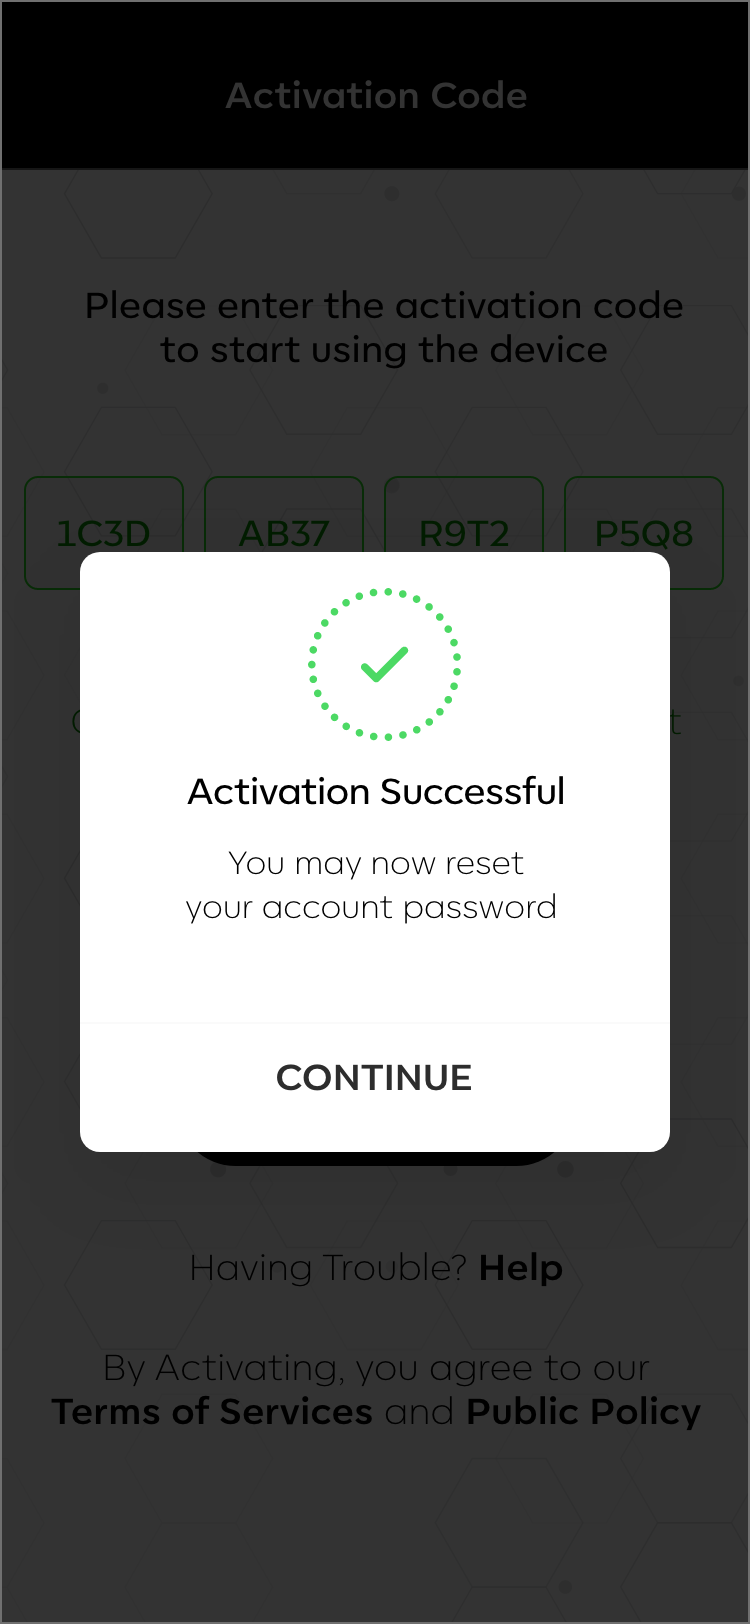 Activation Code
Please enter the activation code
to start using the device
1C3D AB37 R9T2 P5Q8
Activation Successful
You may now reset
your account password
CONTINUE
Having Trouble? Help
By Activating, you agree to our
Terms of Services and Public Policy